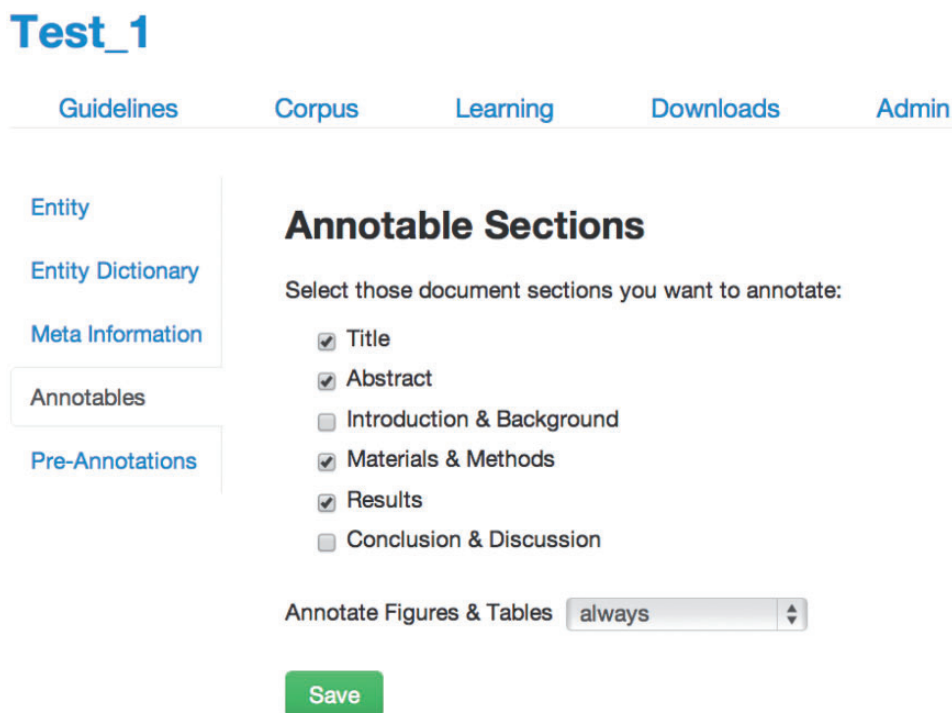 Test_1
Guidelines Corpus Learning Downloads Admin
Entity
Entity Dictionary
Meta Information
Annotables
Pre-Annotations
Annotable Sections
Select those document sections you want to annotate:
Title
Abstract
Introduction & Background
Materials & Methods
Results
Conclusion & Discussion
Annotate Figures & Tables always
Save